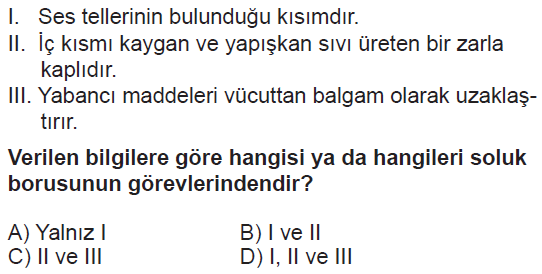 I. Ses tellerinin bulunduğu kısımdır.
II. İç kısmı kaygan ve yapışkan sıvı üreten bir zarla
kaplıdır.
III. Yabancı maddeleri vücuttan balgam olarak uzaklaş-
tırır.
Verilen bilgilere göre hangisi ya da hangileri soluk
borusunun görevlerindendir?
A) Yalnız I B) I ve II
C) II ve III D) I, II ve III